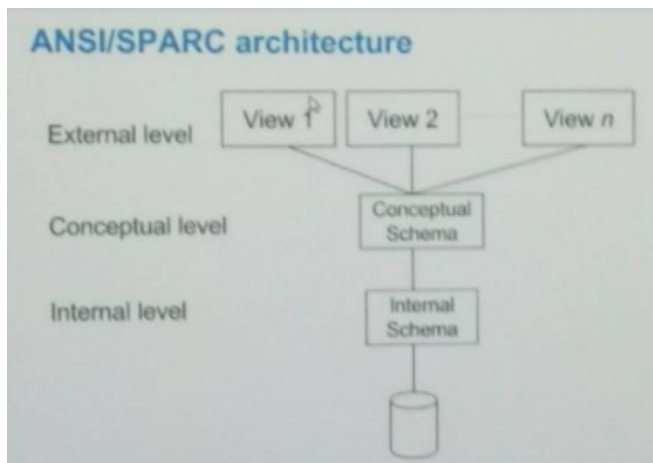 ANSI/SPARC architecture
External level
View 1
View 2
View n
Conceptual level
Conceptual
Schema
Internal level
Internal
Schema